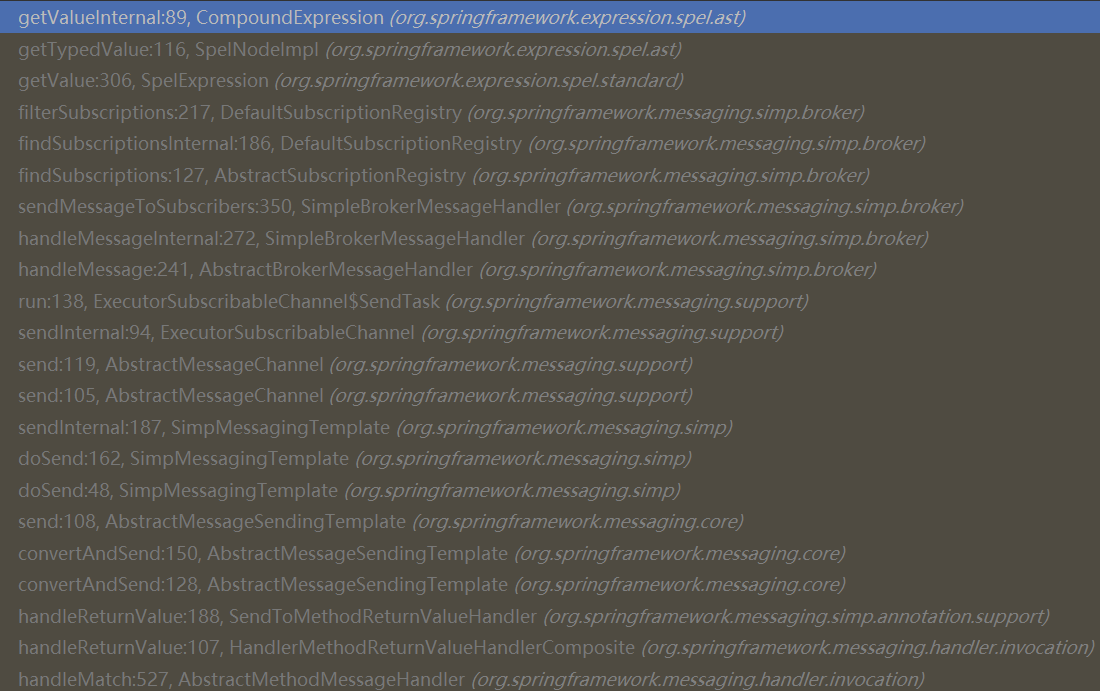 getValueInternal:89, CompoundExpression (org.springframework.expression.spel.ast)
getTypedValue:116, SpelNodeImpl (org.springframework.expression.spel.ast)
getValue:306, SpelExpression (org.springframework.expression.spel.standard)
filterSubscriptions:217, DefaultSubscriptionRegistry (org.springframework.messaging.simp.broker)
findSubscriptionsInternal:186, DefaultSubscriptionRegistry (org.springframework.messaging.simp.broker)
findSubscriptions:127, AbstractSubscriptionRegistry (org.springframework.messaging.simp.broker)
sendMessageToSubscribers:350, SimpleBrokerMessageHandler (org.springframework.messaging.simp.broker)
handleMessageInternal:272, SimpleBrokerMessageHandler (org.springframework.messaging.simp.broker)
handleMessage:241, AbstractBrokerMessageHandler (org.springframework.messaging.simp.broker)
run:138, ExecutorSubscribableChannel$SendTask (org.springframework.messaging.support)
sendInternal:94, ExecutorSubscribableChannel (org.springframework.messaging.support)
send:119, AbstractMessageChannel (org.springframework.messaging.support)
send:105, AbstractMessageChannel (org.springframework.messaging.support)
sendInternal:187, SimpMessagingTemplate (org.springframework.messaging.simp)
doSend:162, SimpMessagingTemplate (org.springframework.messaging.simp)
doSend:48, SimpMessagingTemplate (org.springframework.messaging.simp)
send:108, AbstractMessageSendingTemplate (org.springframework.messaging.core)
convertAndSend:150, AbstractMessageSendingTemplate (org.springframework.messaging.core)
convertAndSend:128, AbstractMessageSendingTemplate (org.springframework.messaging.core)
handleReturnValue:188, SendToMethodReturnValueHandler (org.springframework.messaging.simp.annotation.support)
handleReturnValue:107, HandlerMethodReturnValueHandlerComposite (org.springframework.messaging.handler.invocation)
handleMatch:527, AbstractMethodMessageHandler (org.springframework.messaging.handler.invocation)